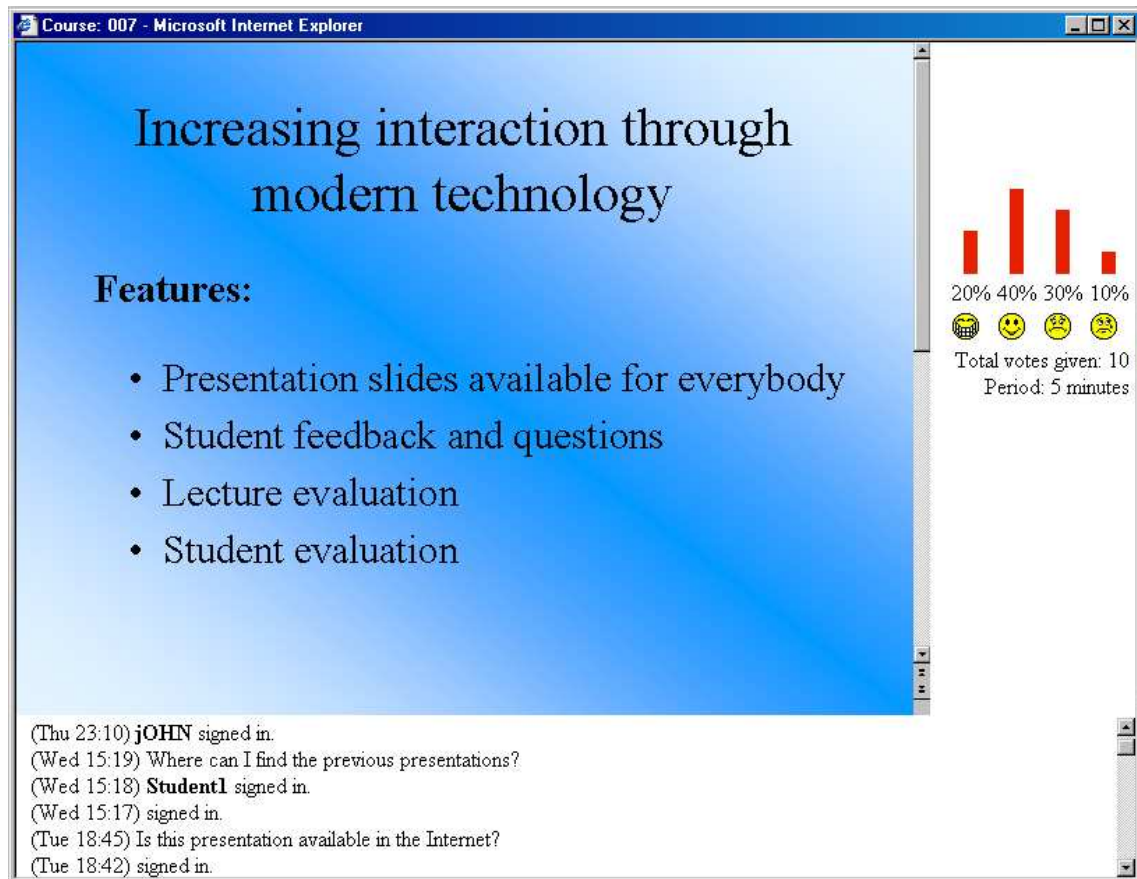 Course: 007 - Microsoft Internet Explorer
Increasing interaction through
modern technology
Features:
• Presentation slides available for everybody
• Student feedback and questions
• Lecture evaluation
• Student evaluation
20% 40% 30% 10%
Total votes given: 10
Period: 5 minutes
(Thu 23:10) jOHN signed in.
(Wed 15:19) Where can I find the previous presentations?
(Wed 15:18) Student1 signed in.
(Wed 15:17) signed in.
(Tue 18:45) Is this presentation available in the Internet?
(Tue 18:42) signed in.